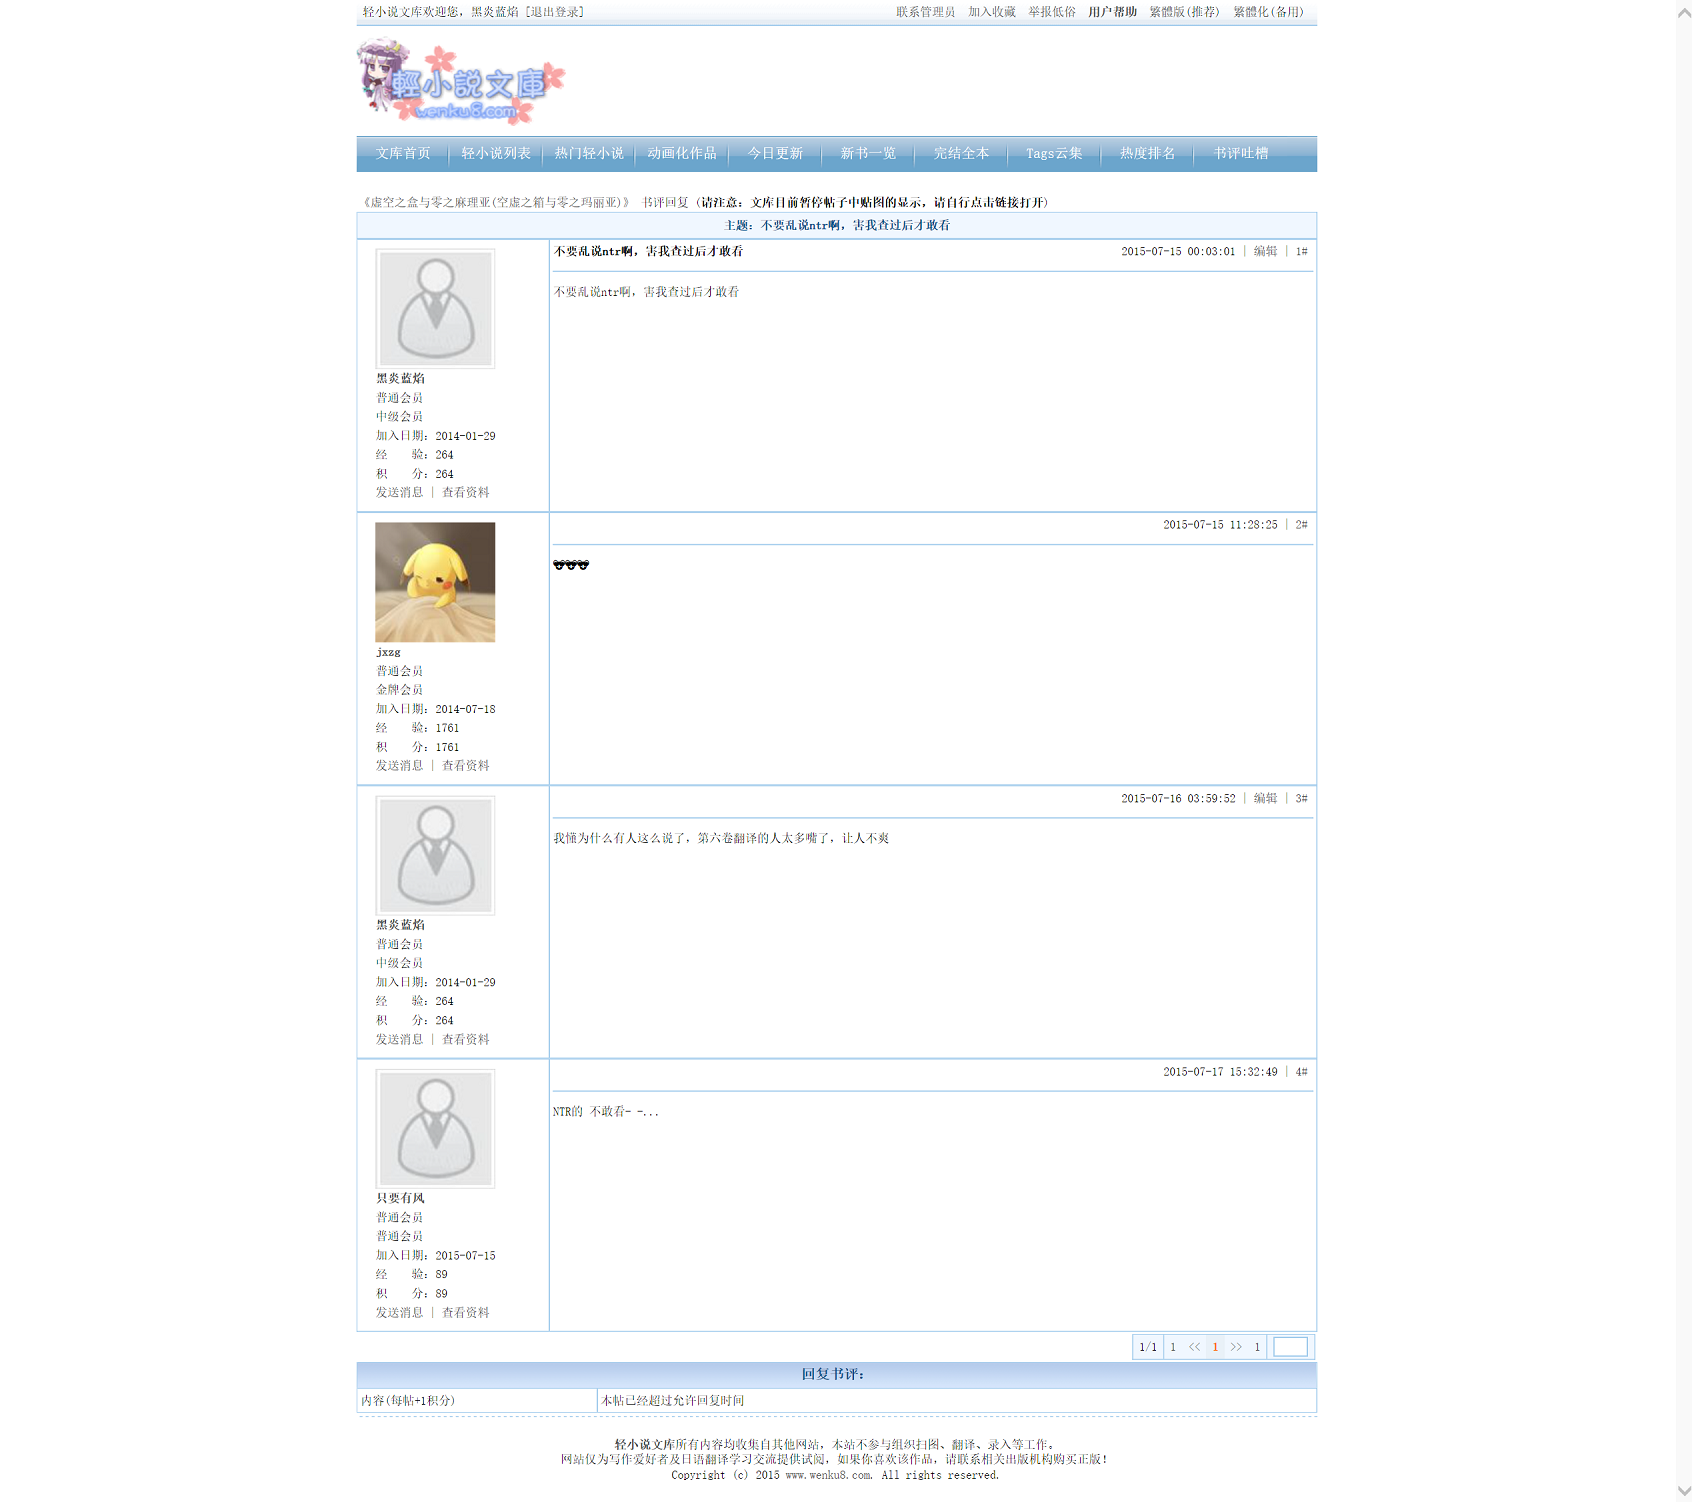 轻小说文库欢迎您，黑炎蓝焰 [退出登录]
联系管理员 加入收藏 举报低俗 用户帮助 繁體版(推荐) 繁體化(备用)
輕小說文庫
wenku8.com
文库首页 轻小说列表 热门轻小说 动画化作品 今日更新 新书一览 完结全本 Tags云集 热度排名 书评吐槽
《虚空之盒与零之麻理亚(空虚之箱与零之玛丽亚)》 书评回复 (请注意：文库目前暂停帖子中贴图的显示，请自行点击链接打开)
主题：不要乱说ntr啊，害我查过后才敢看
不要乱说ntr啊，害我查过后才敢看
2015-07-15 00:03:01 | 编辑 | 1#
不要乱说ntr啊，害我查过后才敢看
黑炎蓝焰
普通会员
中级会员
加入日期：2014-01-29
经 验：264
积 分：264
发送消息 | 查看资料
2015-07-15 11:28:25 | 2#
jxzg
普通会员
金牌会员
加入日期：2014-07-18
经 验：1761
积 分：1761
发送消息 | 查看资料
2015-07-16 03:59:52 | 编辑 | 3#
我懂为什么有人这么说了，第六卷翻译的人太多嘴了，让人不爽
黑炎蓝焰
普通会员
中级会员
加入日期：2014-01-29
经 验：264
积 分：264
发送消息 | 查看资料
2015-07-17 15:32:49 | 4#
NTR的 不敢看- -...
只要有风
普通会员
普通会员
加入日期：2015-07-15
经 验：89
积 分：89
发送消息 | 查看资料
1/1 1 << 1 >> 1
回复书评：
内容(每帖+1积分) 本帖已经超过允许回复时间
轻小说文库所有内容均收集自其他网站，本站不参与组织扫图、翻译、录入等工作。
网站仅为写作爱好者及日语翻译学习交流提供试阅，如果你喜欢该作品，请联系相关出版机构购买正版！
Copyright (c) 2015 www.wenku8.com. All rights reserved.